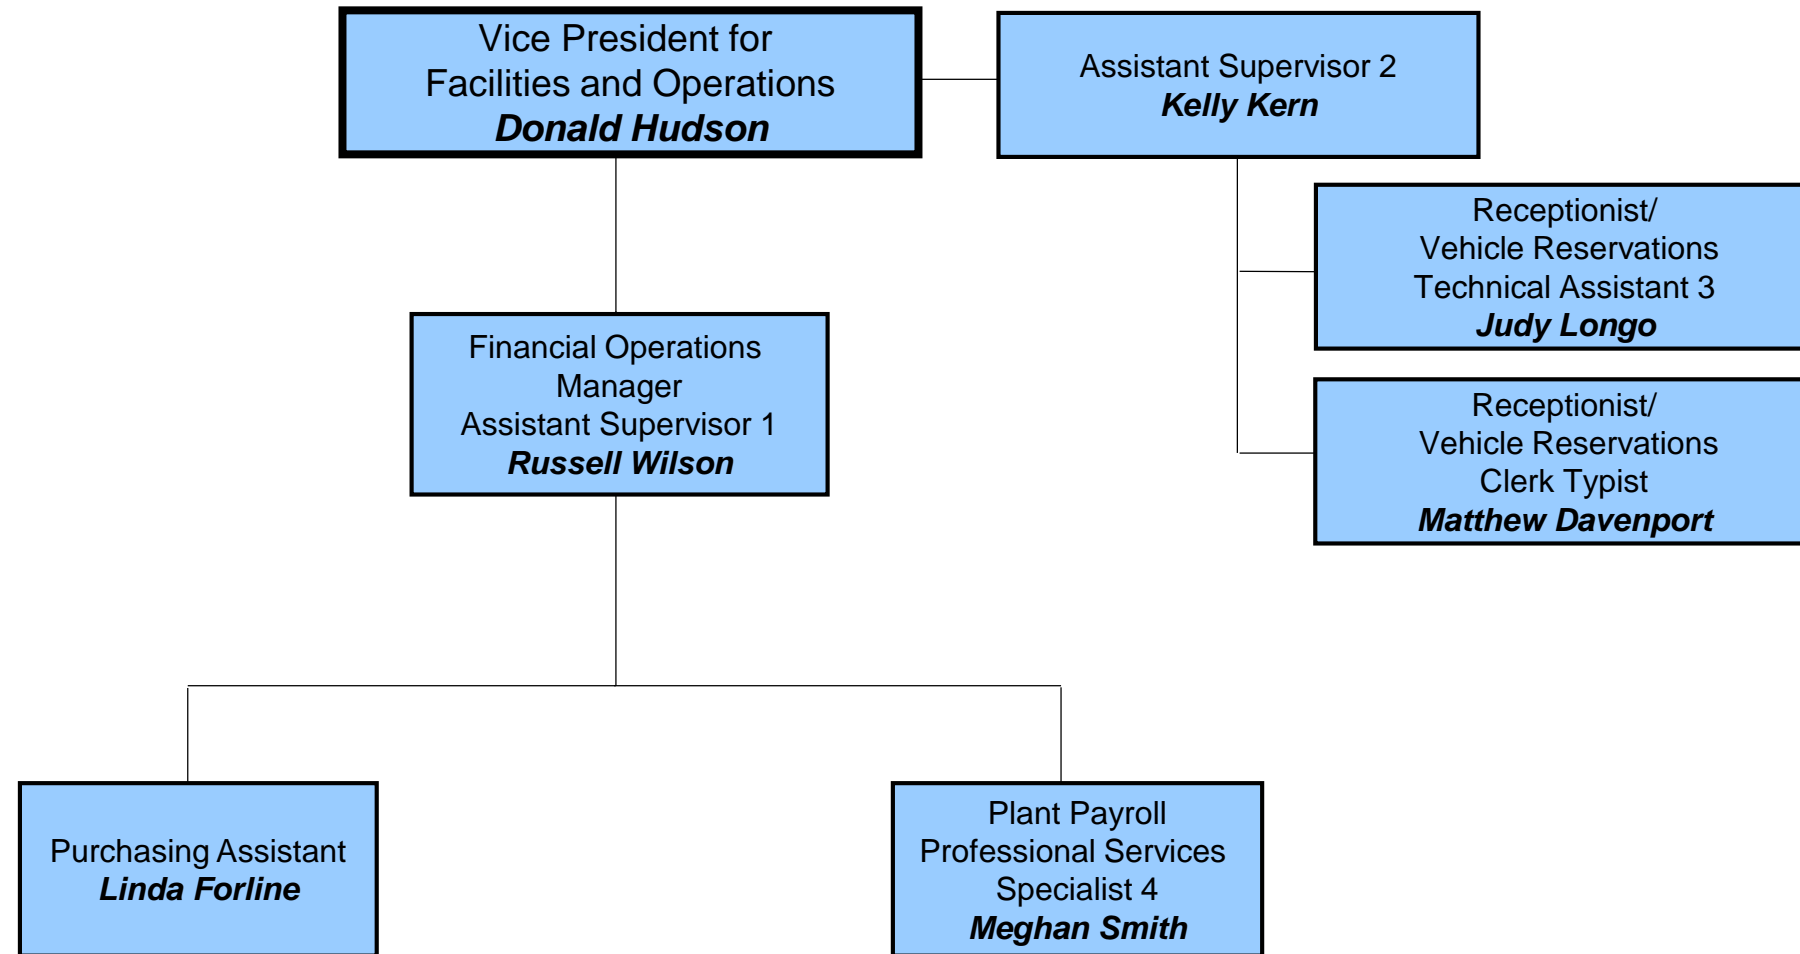 Vice President for
Facilities and Operations
Donald Hudson
Assistant Supervisor 2
Kelly Kern
Receptionist/
Vehicle Reservations
Technical Assistant 3
Judy Longo
Financial Operations
Manager
Assistant Supervisor 1
Russell Wilson
Receptionist/
Vehicle Reservations
Clerk Typist
Matthew Davenport
Purchasing Assistant
Linda Forline
Plant Payroll
Professional Services
Specialist 4
Meghan Smith